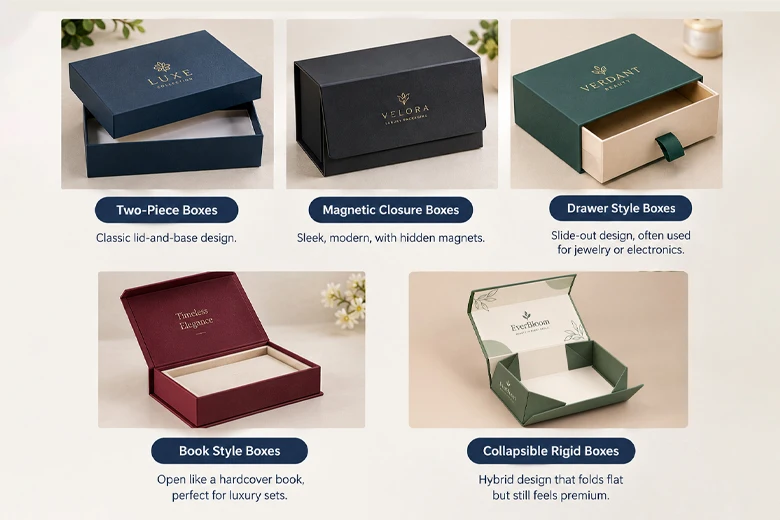 LUXE
COLLECTION
VELORA
LUXURY PACKAGING
VERDANT
BEAUTY
Two-Piece Boxes
Magnetic Closure Boxes
Drawer Style Boxes
Classic lid-and-base design.
Sleek, modern, with hidden magnets.
Slide-out design, often used
for jewelry or electronics.
Timeless
Elegance
EverBloom
Book Style Boxes
Collapsible Rigid Boxes
Open like a hardcover book,
perfect for luxury sets.
Hybrid design that folds flat
but still feels premium.